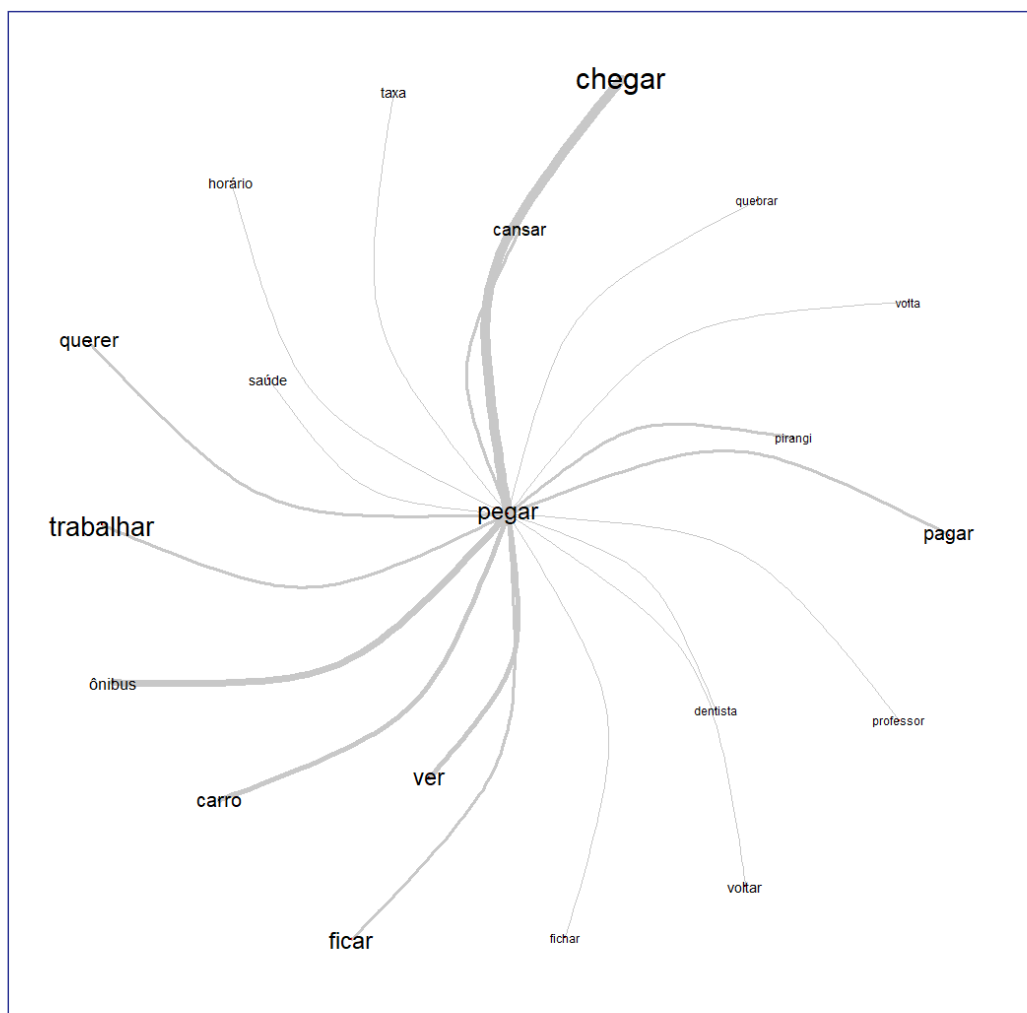 chegar
taxa
horário
quebrar
cansar
volta
querer
saúde
pirangi
pegar
trabalhar
pagar
ônibus
dentista
professor
ver
carro
voltar
ficar
fichar